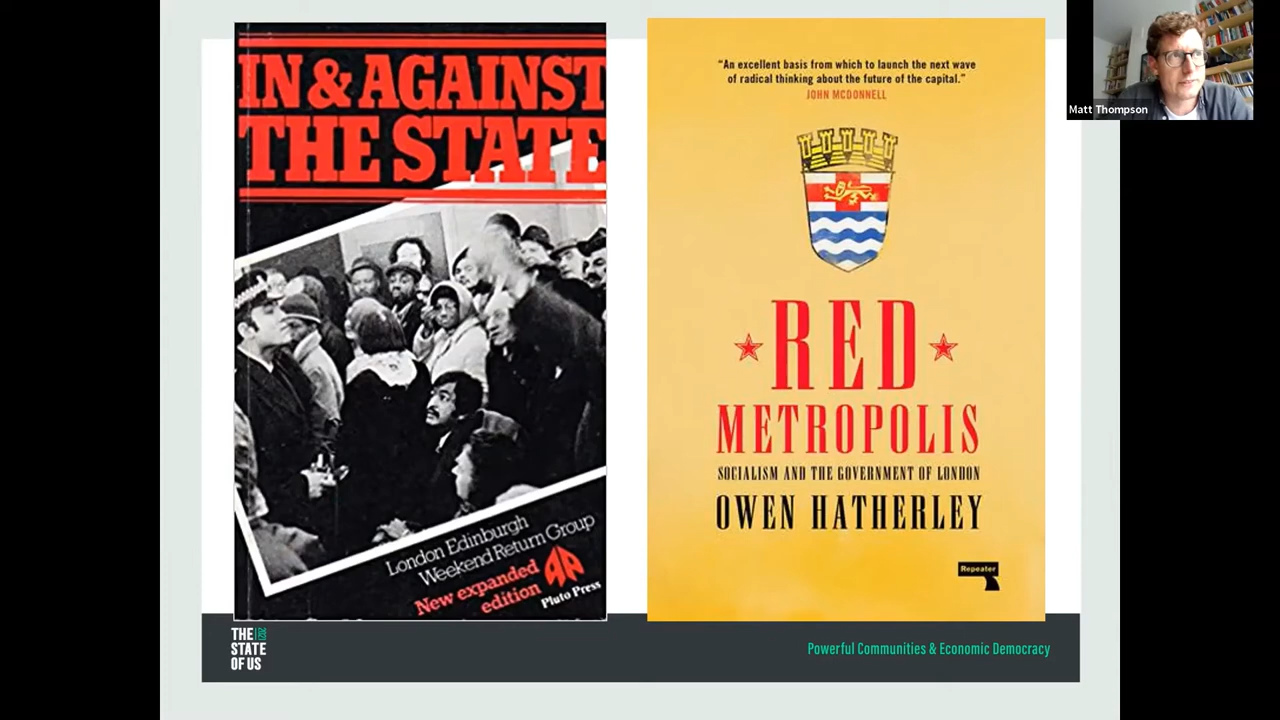 IN & AGAINST
THE STATE
London Edinburgh
Weekend Return Group
New expanded
edition
Pluto Press
“An excellent basis from which to launch the next wave
of radical thinking about the future of the capital.”
JOHN MCDONNELL
RED
METROPOLIS
SOCIALISM AND THE GOVERNMENT OF LONDON
OWEN HATHERLEY
Repeater
Matt Thompson
THE
STATE
OF US
Powerful Communities & Economic Democracy